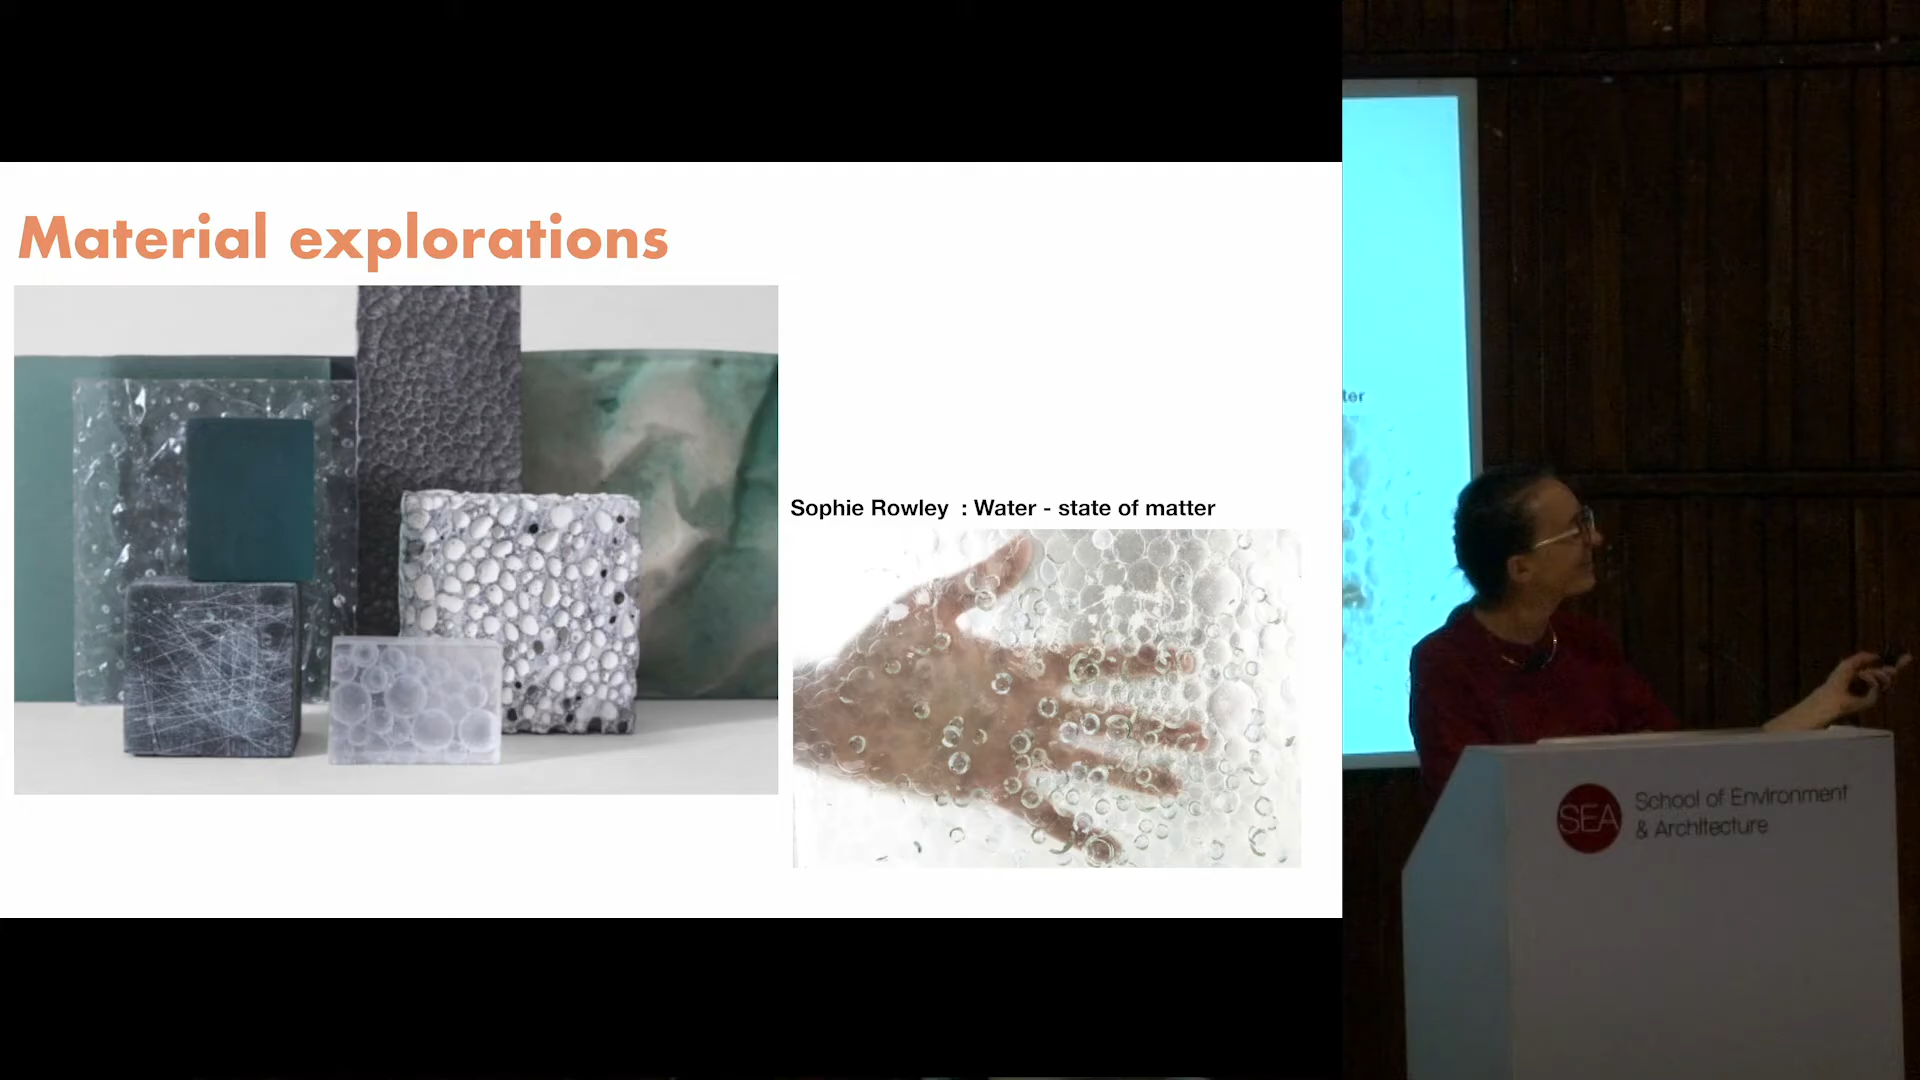 Material explorations
Sophie Rowley : Water - state of matter
ter
SEA
School of Environment
& Architecture